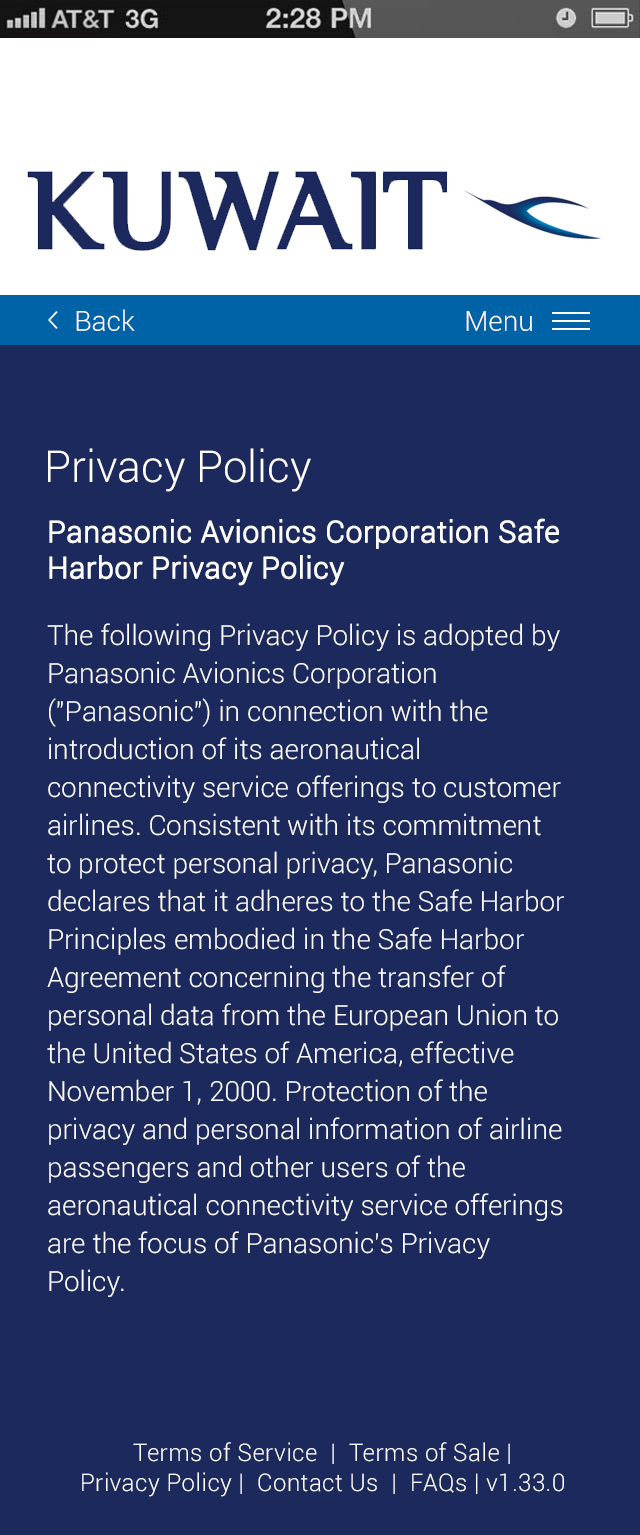 AT&T 3G 2:28 PM
KUWAIT
Back Menu
Privacy Policy
Panasonic Avionics Corporation Safe
Harbor Privacy Policy
The following Privacy Policy is adopted by
Panasonic Avionics Corporation
("Panasonic") in connection with the
introduction of its aeronautical
connectivity service offerings to customer
airlines. Consistent with its commitment
to protect personal privacy, Panasonic
declares that it adheres to the Safe Harbor
Principles embodied in the Safe Harbor
Agreement concerning the transfer of
personal data from the European Union to
the United States of America, effective
November 1, 2000. Protection of the
privacy and personal information of airline
passengers and other users of the
aeronautical connectivity service offerings
are the focus of Panasonic's Privacy
Policy.
Terms of Service | Terms of Sale |
Privacy Policy | Contact Us | FAQs | v1.33.0